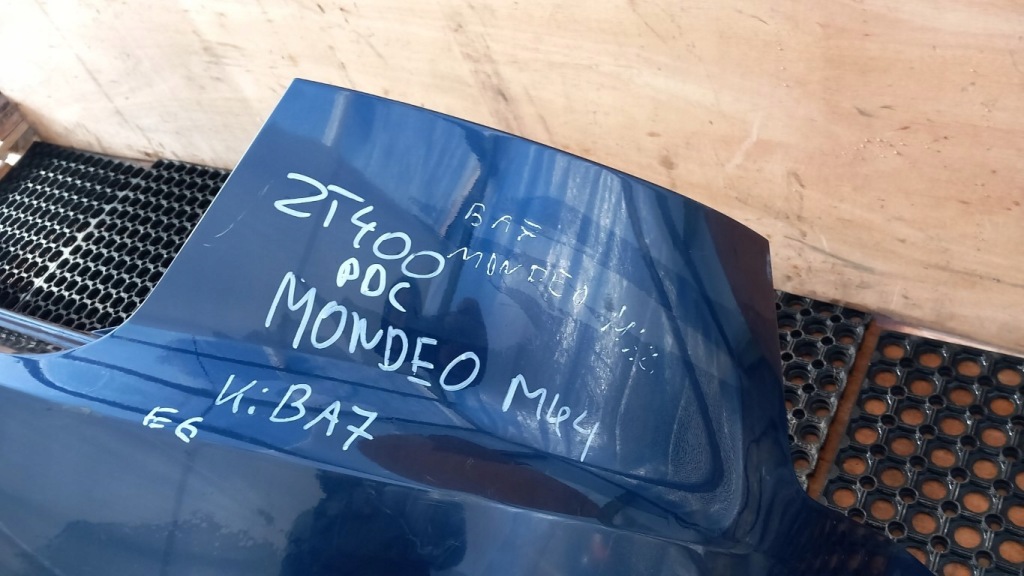 ZT400
PDC
MONDEO MK4
K: BA7
E6
BA7
MONDEO